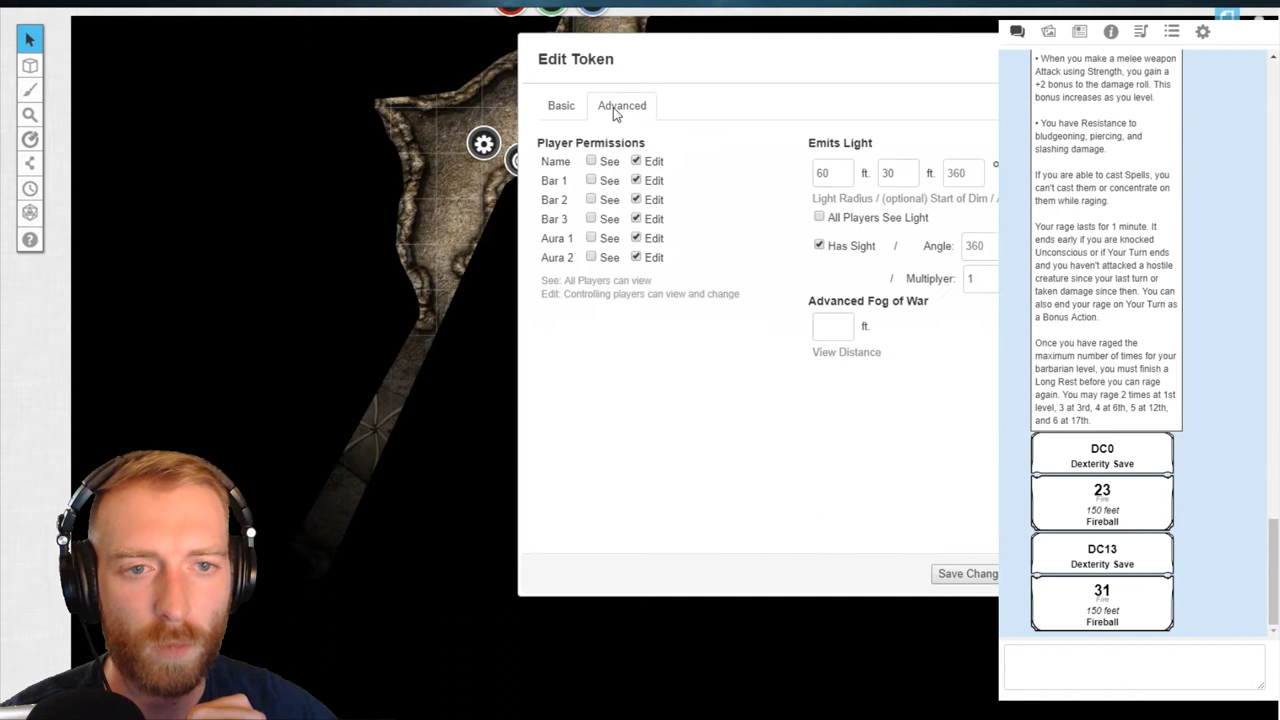 Edit Token
Basic
Advanced
Player Permissions
Name See Edit
Bar 1 See Edit
Bar 2 See Edit
Bar 3 See Edit
Aura 1 See Edit
Aura 2 See Edit
See: All Players can view
Edit: Controlling players can view and change
Emits Light
60 ft. 30 ft. 360 °
Light Radius / (optional) Start of Dim / A
All Players See Light
Has Sight / Angle: 360
/ Multiplyer: 1
Advanced Fog of War
ft.
View Distance
Save Chang
• When you make a melee weapon
Attack using Strength, you gain a
+2 bonus to the damage roll. This
bonus increases as you level.
• You have Resistance to
bludgeoning, piercing, and
slashing damage.
If you are able to cast Spells, you
can't cast them or concentrate on
them while raging.
Your rage lasts for 1 minute. It
ends early if you are knocked
Unconscious or if Your Turn ends
and you haven't attacked a hostile
creature since your last turn or
taken damage since then. You can
also end your rage on Your Turn as
a Bonus Action.
Once you have raged the
maximum number of times for your
barbarian level, you must finish a
Long Rest before you can rage
again. You may rage 2 times at 1st
level, 3 at 3rd, 4 at 6th, 5 at 12th,
and 6 at 17th.
DC0
Dexterity Save
23
Fire
150 feet
Fireball
DC13
Dexterity Save
31
Fire
150 feet
Fireball